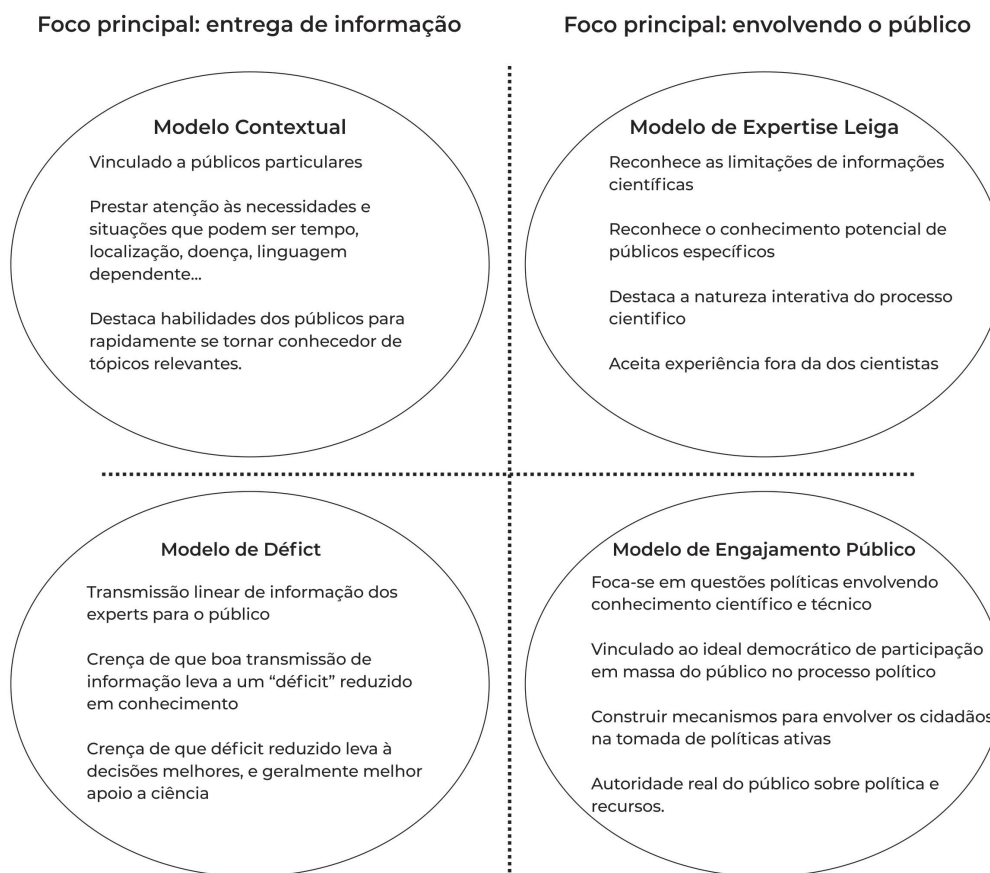 Foco principal: entrega de informação
Foco principal: envolvendo o público
Modelo Contextual
Vinculado a públicos particulares
Prestar atenção às necessidades e
situações que podem ser tempo,
localização, doença, linguagem
dependente...
Destaca habilidades dos públicos para
rapidamente se tornar conhecedor de
tópicos relevantes.
Modelo de Expertise Leiga
Reconhece as limitações de informações
científicas
Reconhece o conhecimento potencial de
públicos específicos
Destaca a natureza interativa do processo
cientifico
Aceita experiência fora da dos cientistas
Modelo de Défict
Transmissão linear de informação dos
experts para o público
Crença de que boa transmissão de
informação leva a um “déficit” reduzido
em conhecimento
Crença de que déficit reduzido leva à
decisões melhores, e geralmente melhor
apoio a ciência
Modelo de Engajamento Público
Foca-se em questões políticas envolvendo
conhecimento científico e técnico
Vinculado ao ideal democrático de participação
em massa do público no processo político
Construir mecanismos para envolver os cidadãos
na tomada de políticas ativas
Autoridade real do público sobre política e
recursos.